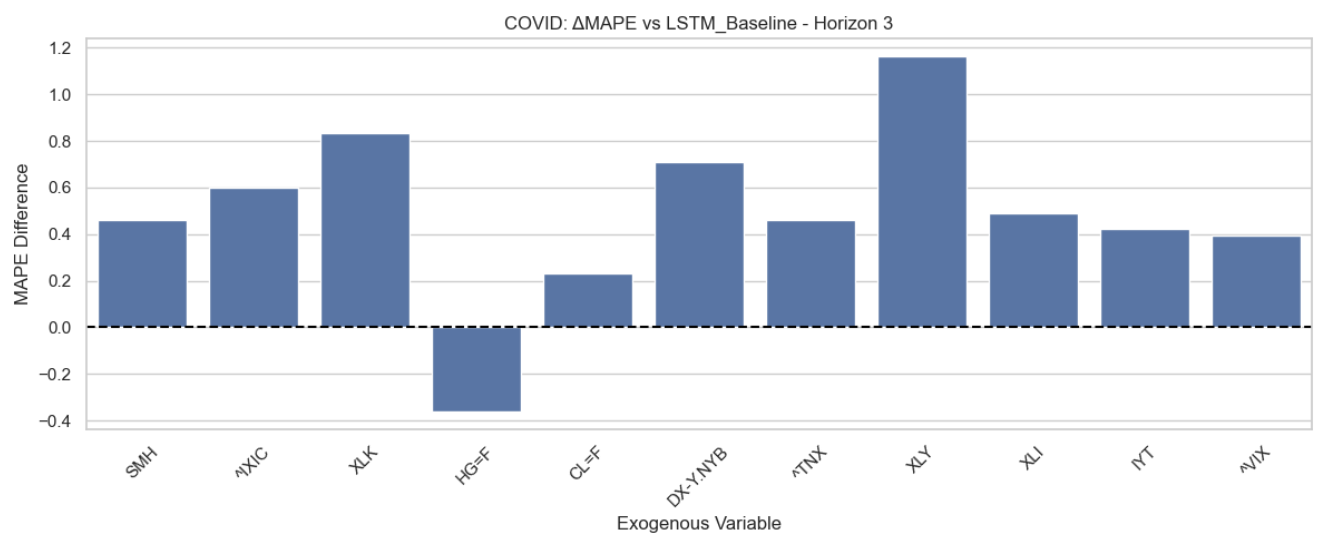 COVID: ΔMAPE vs LSTM_Baseline - Horizon 3
MAPE Difference
1.2
1.0
0.8
0.6
0.4
0.2
0.0
−0.2
−0.4
SMH
^IXIC
XLK
HG=F
CL=F
DX-Y.NYB
^TNX
XLY
XLI
IYT
^VIX
Exogenous Variable